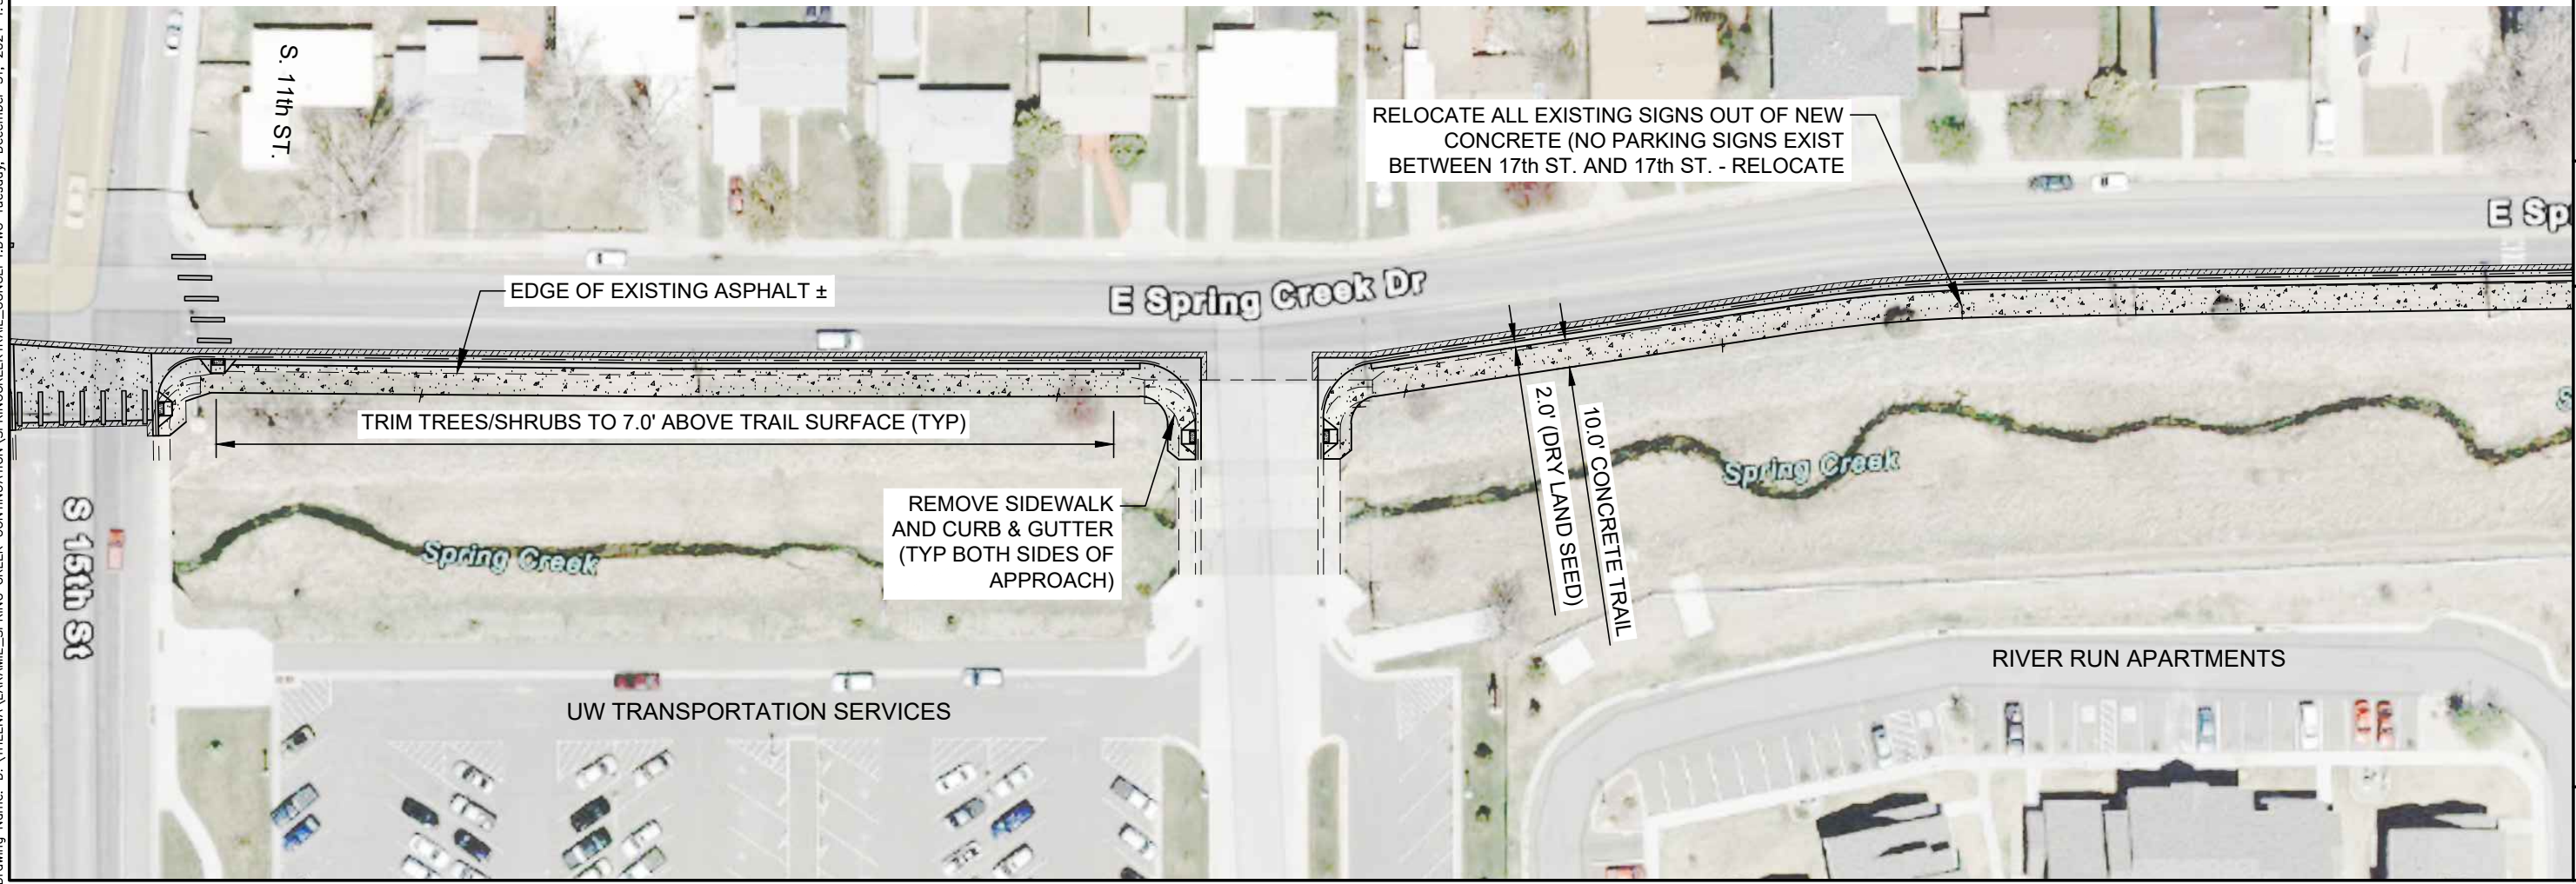 S. 11th ST.
RELOCATE ALL EXISTING SIGNS OUT OF NEW
CONCRETE (NO PARKING SIGNS EXIST
BETWEEN 17th ST. AND 17th ST. - RELOCATE
E Sp
EDGE OF EXISTING ASPHALT ±
E Spring Creek Dr
TRIM TREES/SHRUBS TO 7.0' ABOVE TRAIL SURFACE (TYP)
2.0' (DRY LAND SEED)
10.0' CONCRETE TRAIL
Spring Creek
S
REMOVE SIDEWALK
AND CURB & GUTTER
(TYP BOTH SIDES OF
APPROACH)
S 15th St
Spring Creek
RIVER RUN APARTMENTS
UW TRANSPORTATION SERVICES